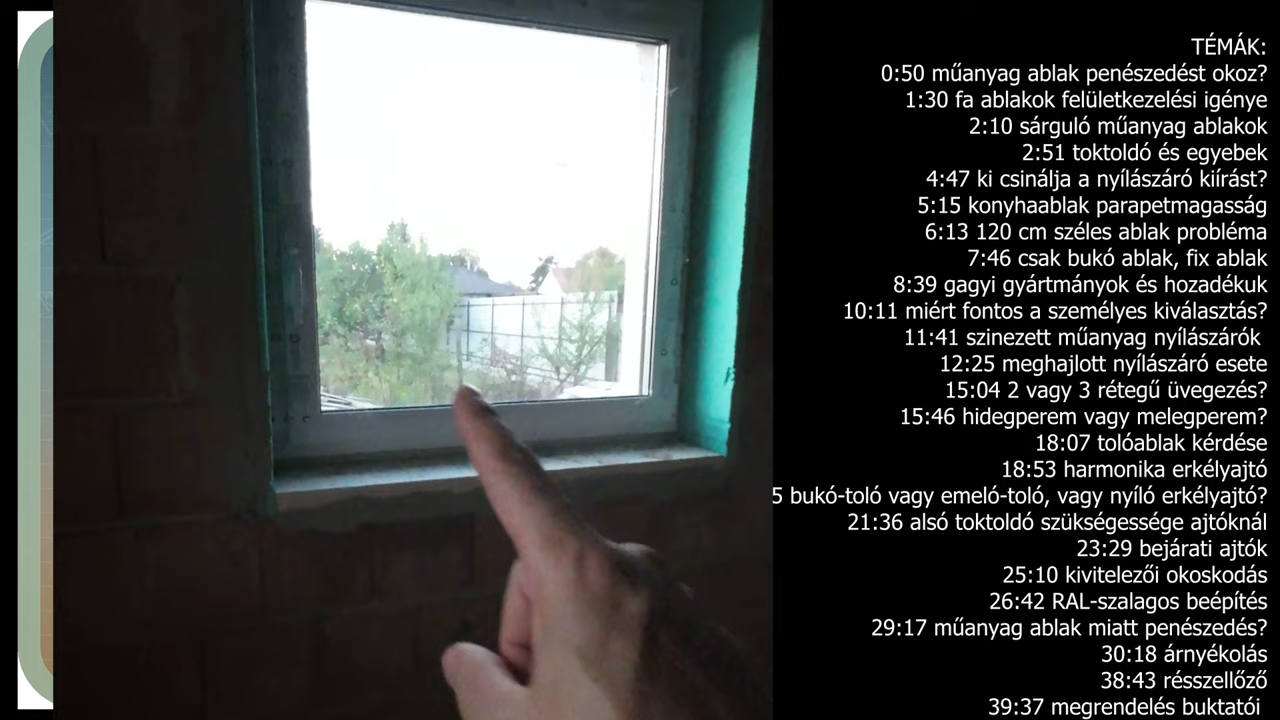 TÉMÁK:
0:50 műanyag ablak penészedést okoz?
1:30 fa ablakok felületkezelési igénye
2:10 sárguló műanyag ablakok
2:51 toktoldó és egyebek
4:47 ki csinálja a nyílászáró kiírást?
5:15 konyhaablak parapetmagasság
6:13 120 cm széles ablak probléma
7:46 csak bukó ablak, fix ablak
8:39 gagyi gyártmányok és hozadékuk
10:11 miért fontos a személyes kiválasztás?
11:41 szinezett műanyag nyílászárók
12:25 meghajlott nyílászáró esete
15:04 2 vagy 3 rétegű üvegezés?
15:46 hidegperem vagy melegperem?
18:07 tolóablak kérdése
18:53 harmonika erkélyajtó
5 bukó-toló vagy emelő-toló, vagy nyíló erkélyajtó?
21:36 alsó toktoldó szükségessége ajtóknál
23:29 bejárati ajtók
25:10 kivitelezői okoskodás
26:42 RAL-szalagos beépítés
29:17 műanyag ablak miatt penészedés?
30:18 árnyékolás
38:43 résszellőző
39:37 megrendelés buktatói